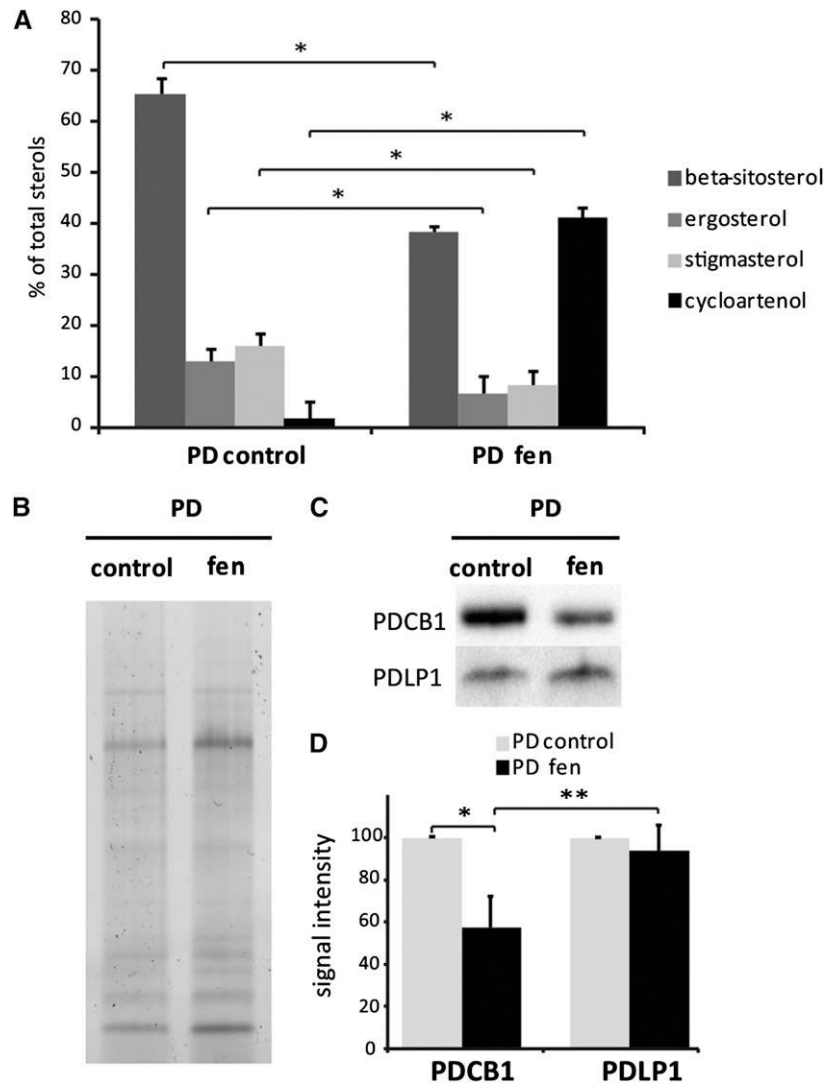 A
80
70
60
50
40
30
20
10
0
% of total sterols
*
*
*
*
PD control
PD fen
beta-sitosterol
ergosterol
stigmasterol
cycloartenol
B
PD
control fen
C
PD
control fen
PDCB1
PDLP1
D
PD control
PD fen
* **
100
80
60
40
20
0
signal intensity
PDCB1 PDLP1